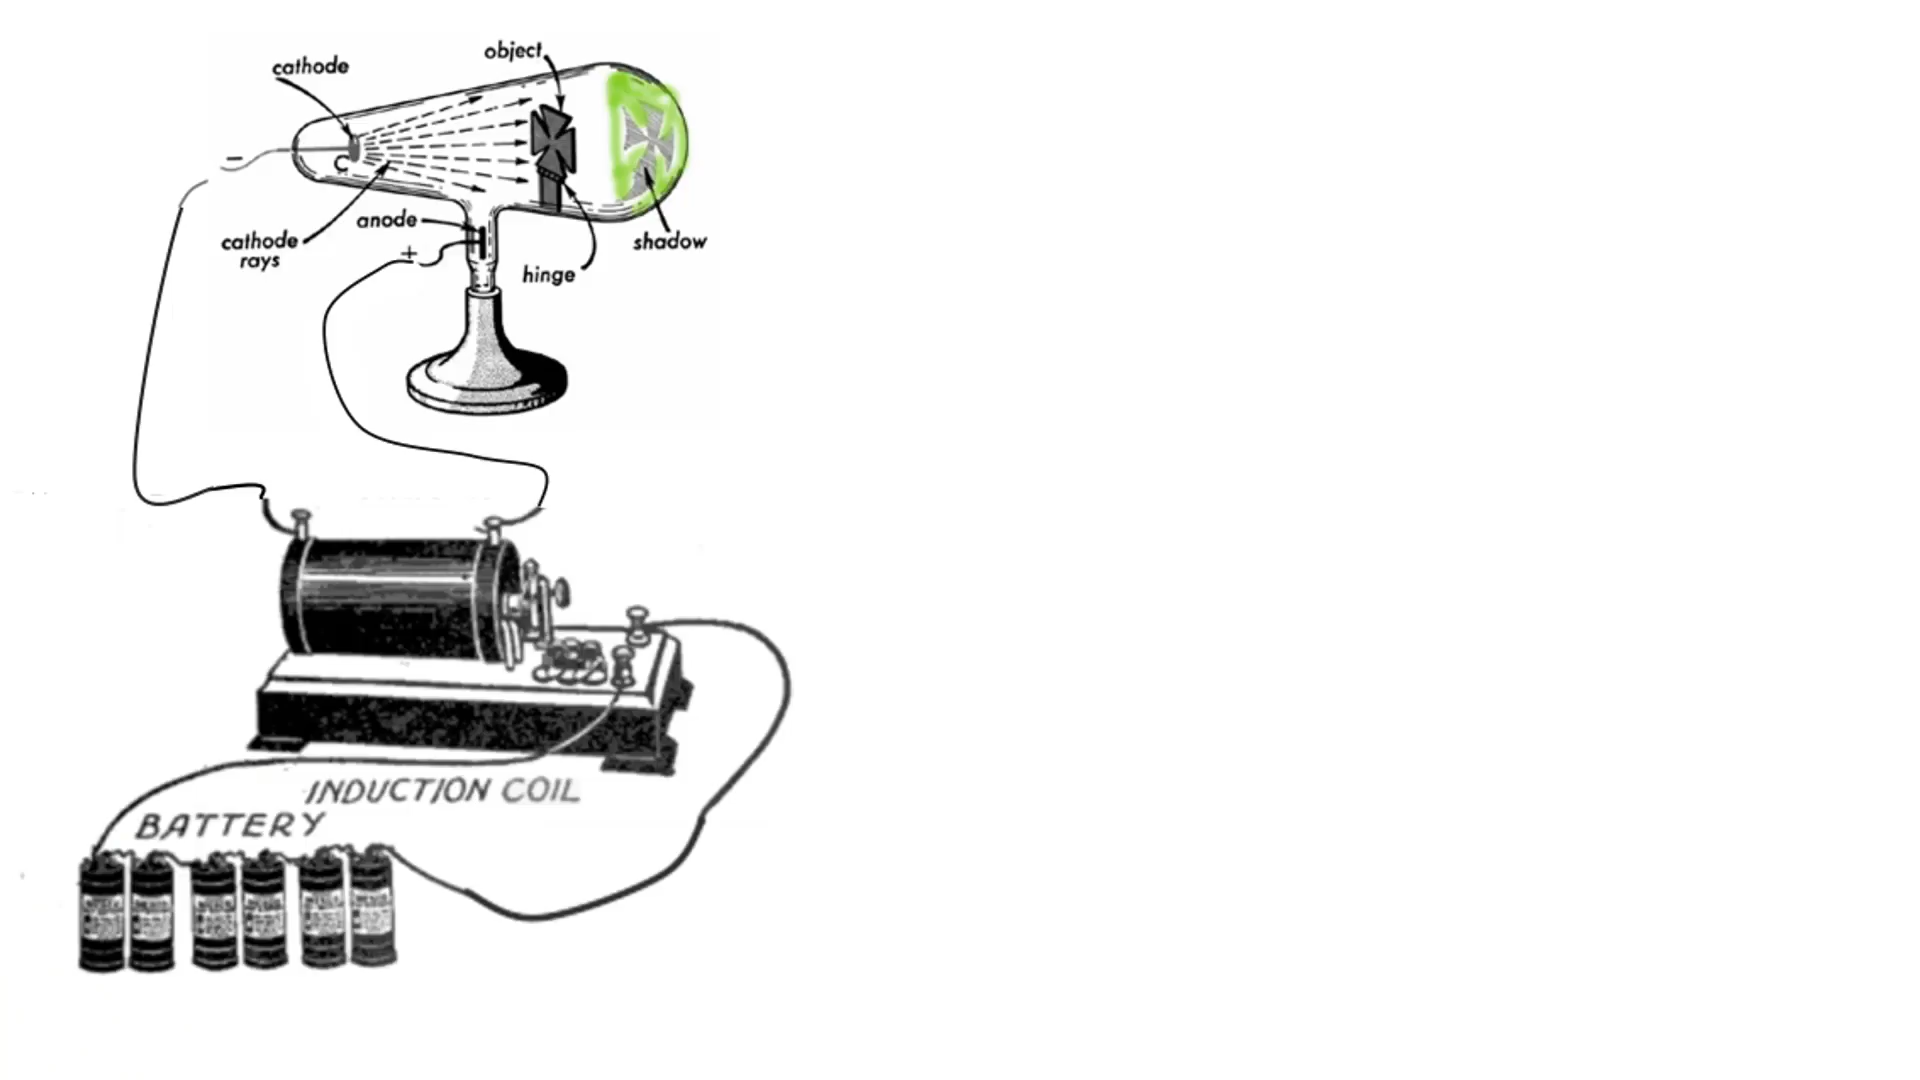 object
cathode
C
−
anode
+
cathode
rays
shadow
hinge
INDUCTION COIL
BATTERY